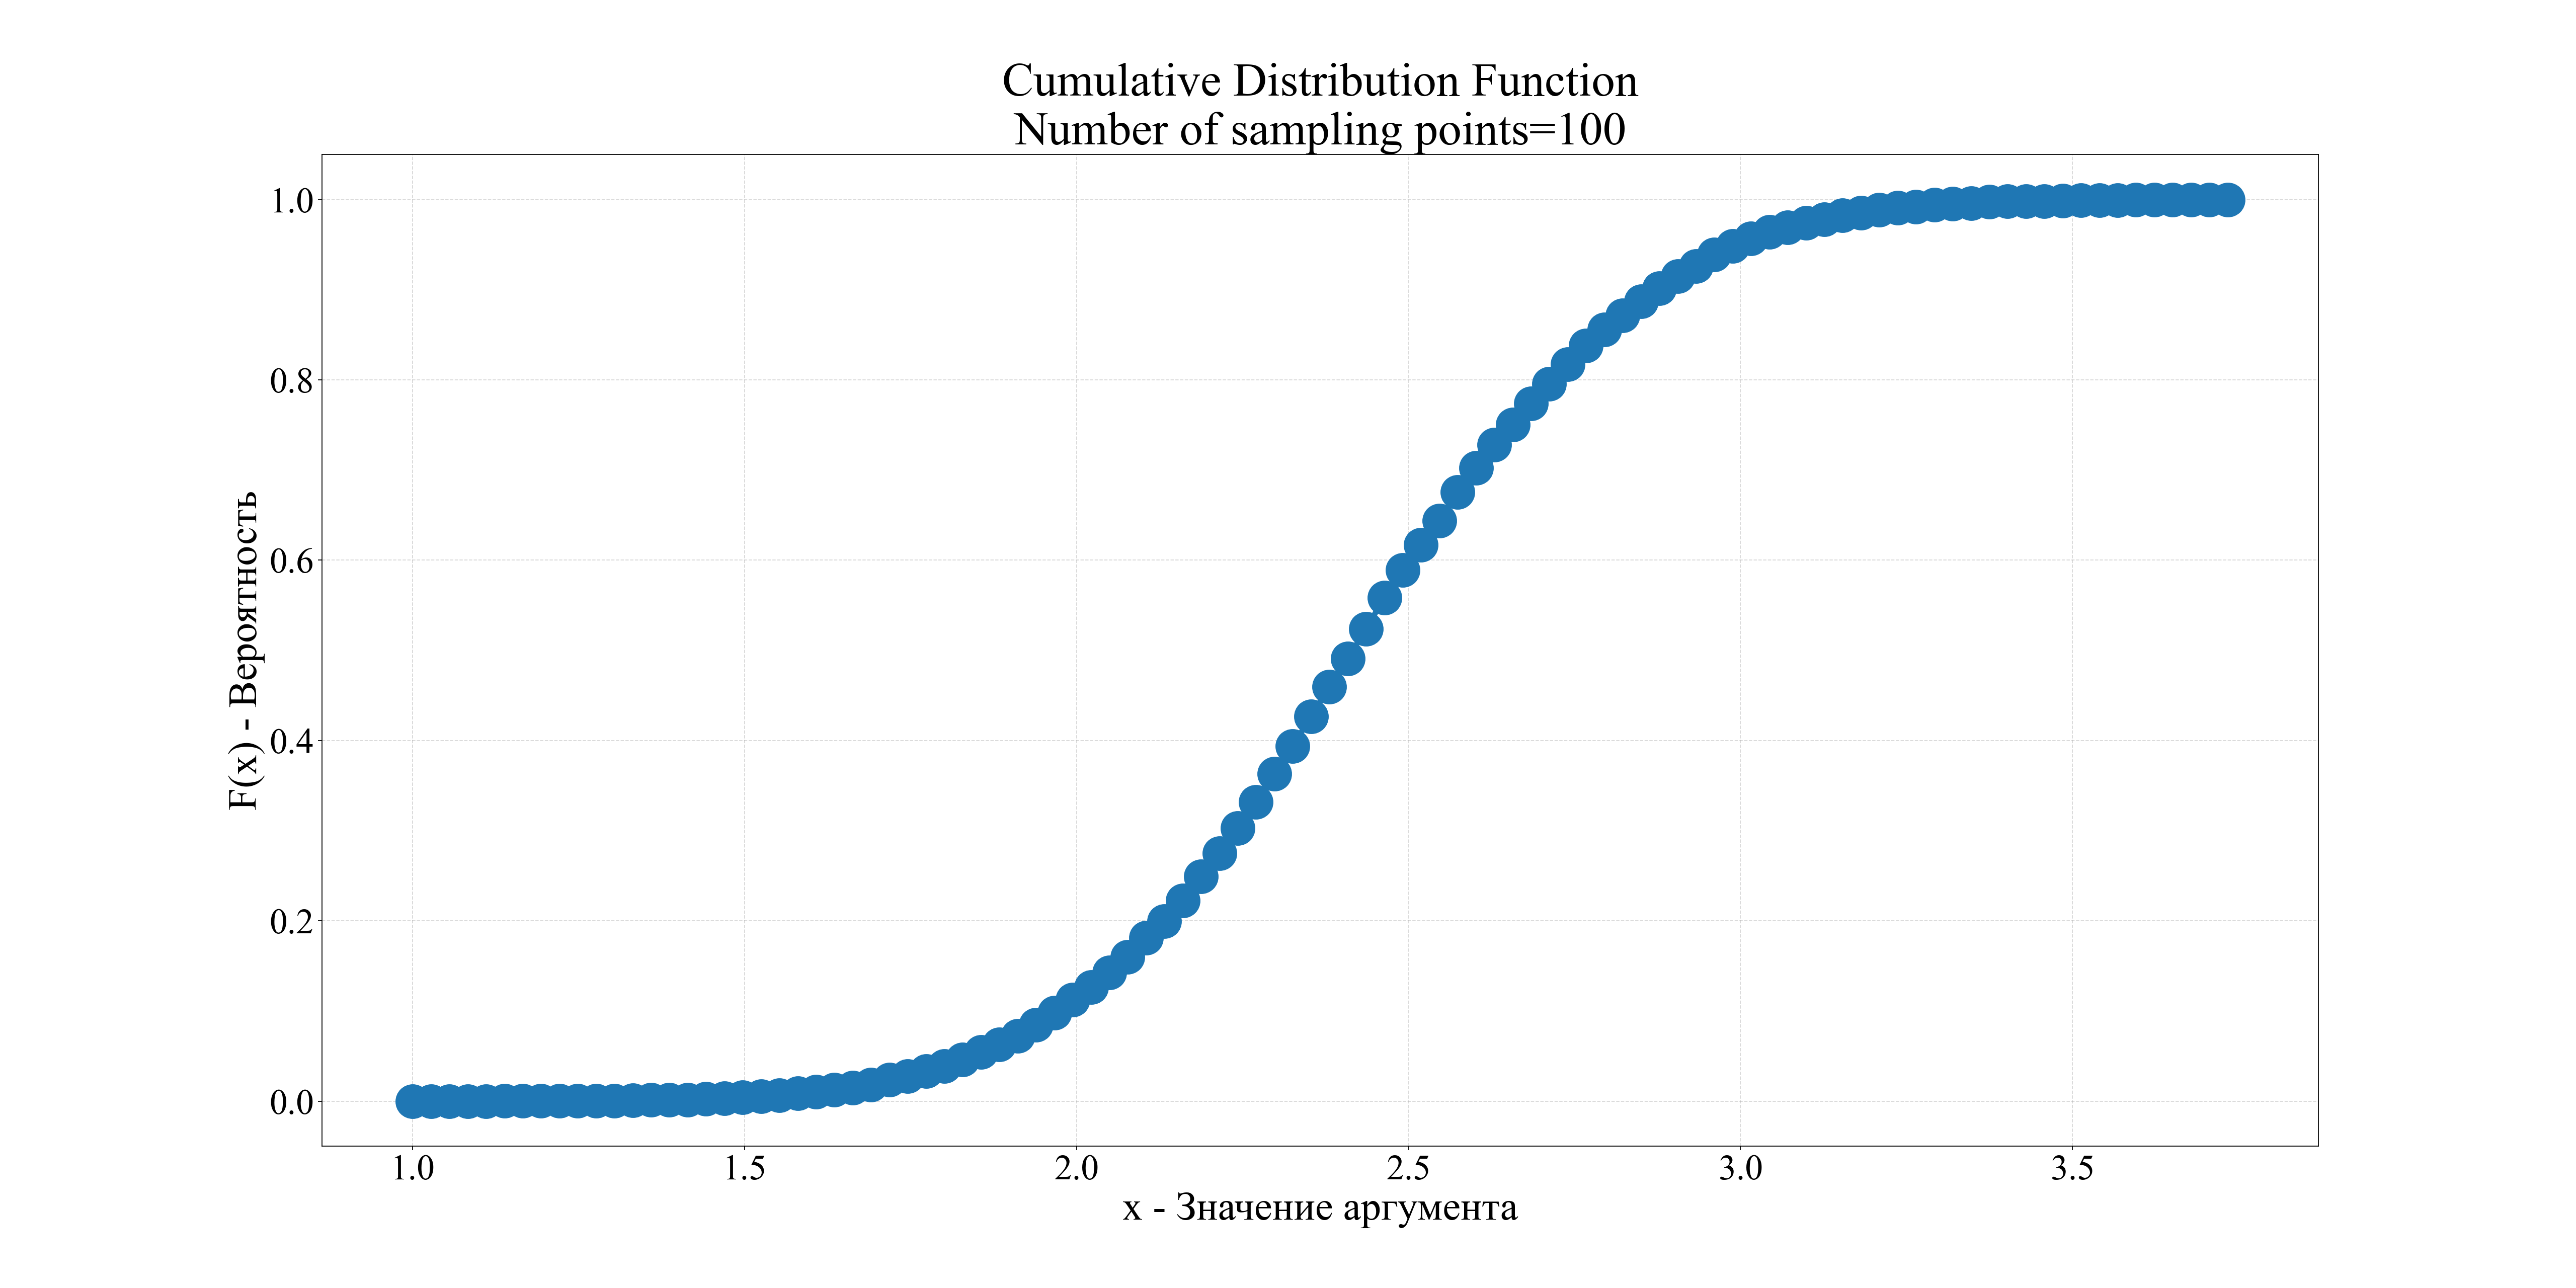 Cumulative Distribution Function
Number of sampling points=100
F(x) - Вероятность
1.0
0.8
0.6
0.4
0.2
0.0
1.0 1.5 2.0 2.5 3.0 3.5
x - Значение аргумента